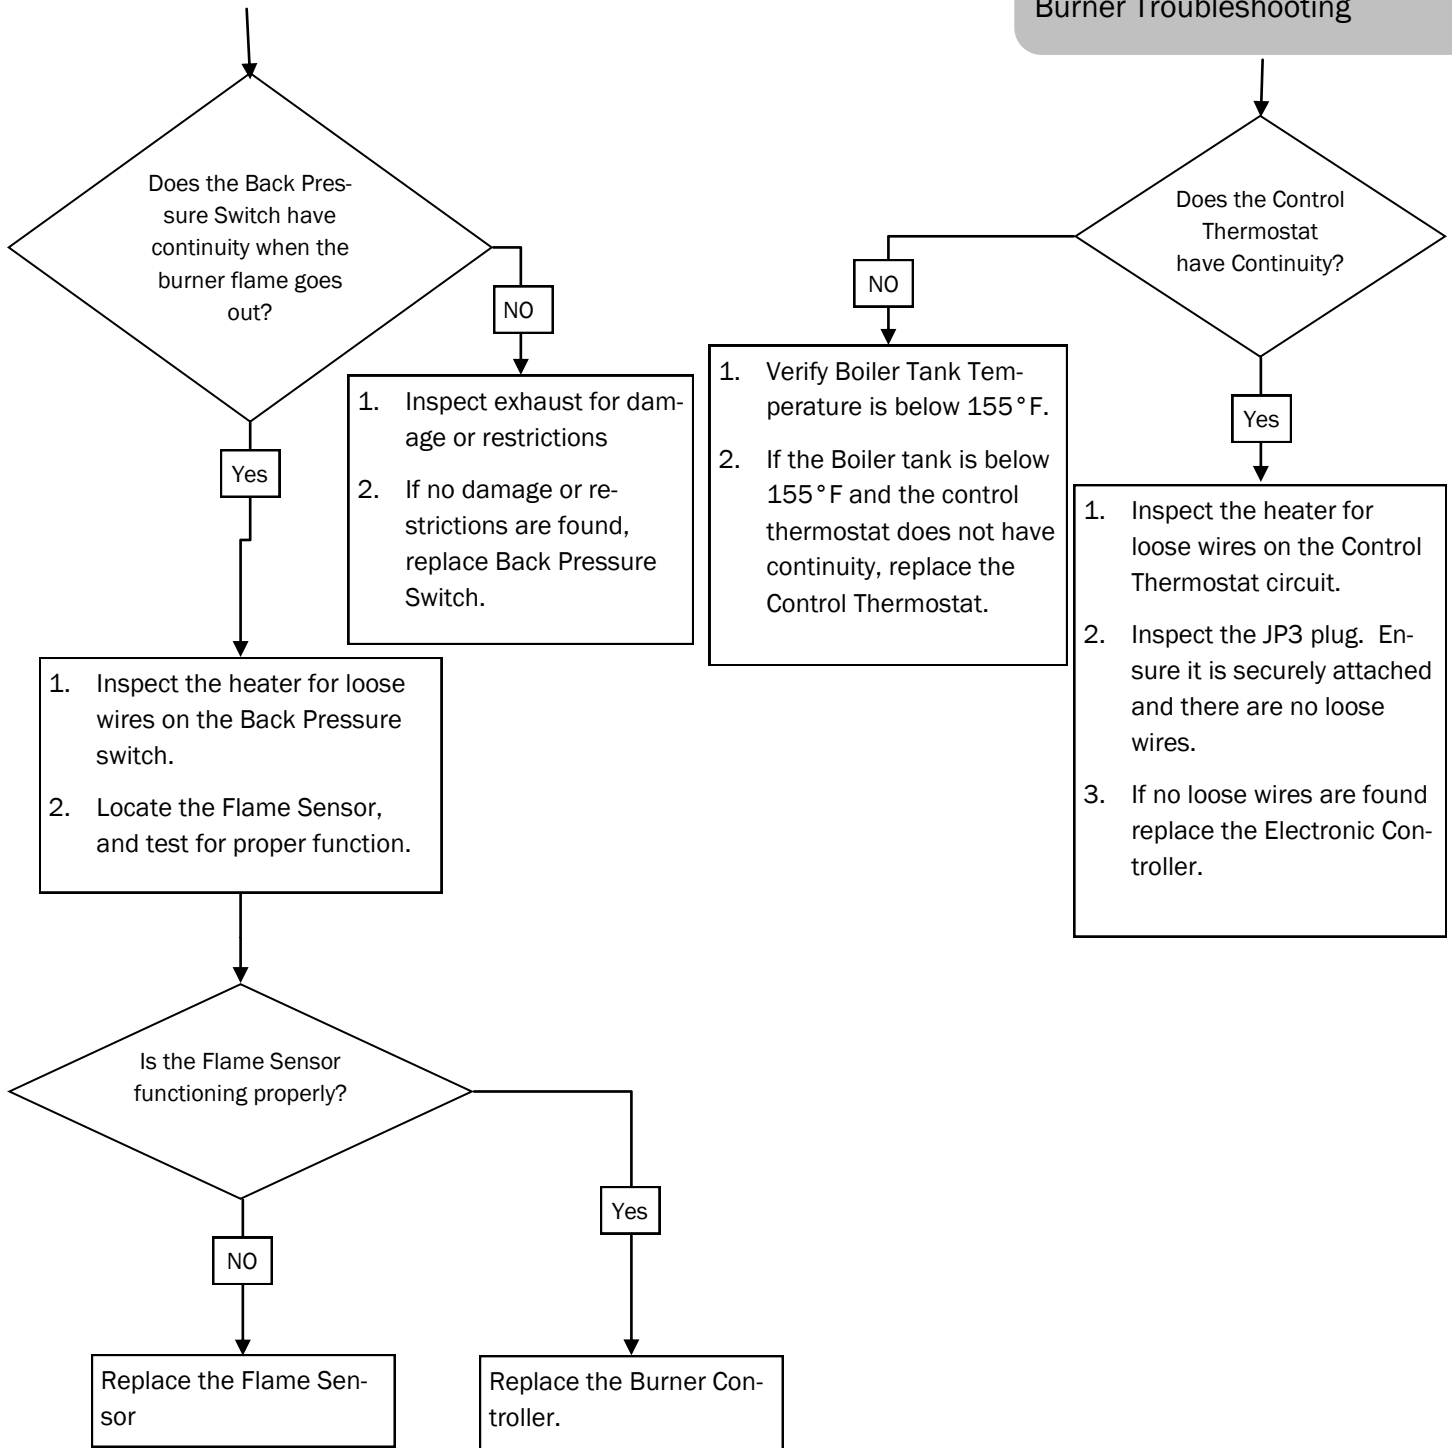 Burner Troubleshooting
Does the Back Pres-
sure Switch have
continuity when the
burner flame goes
out?
NO
1. Inspect exhaust for dam-
age or restrictions
2. If no damage or re-
strictions are found,
replace Back Pressure
Switch.
Yes
1. Inspect the heater for loose
wires on the Back Pressure
switch.
2. Locate the Flame Sensor,
and test for proper function.
Is the Flame Sensor
functioning properly?
NO
Replace the Flame Sen-
sor
Yes
Replace the Burner Con-
troller.
Does the Control
Thermostat
have Continuity?
NO
1. Verify Boiler Tank Tem-
perature is below 155°F.
2. If the Boiler tank is below
155°F and the control
thermostat does not have
continuity, replace the
Control Thermostat.
Yes
1. Inspect the heater for
loose wires on the Control
Thermostat circuit.
2. Inspect the JP3 plug.  En-
sure it is securely attached
and there are no loose
wires.
3. If no loose wires are found
replace the Electronic Con-
troller.